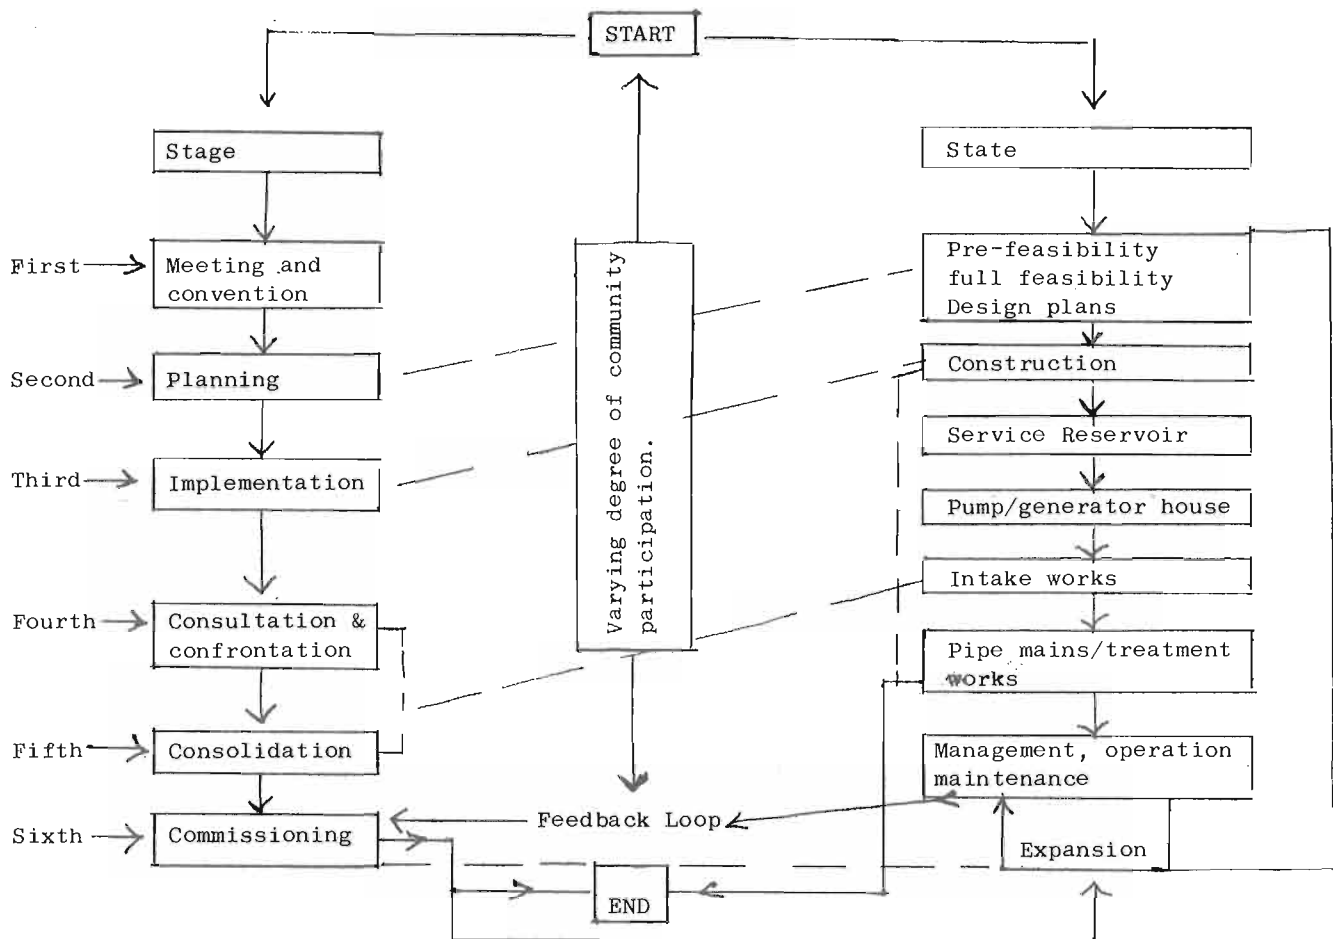 START
Stage
State
First
Meeting and
convention
Pre-feasibility
full feasibility
Design plans
Second
Planning
Construction
Third
Implementation
Service Reservoir
Pump/generator house
Intake works
Varying degree of community
participation.
Fourth
Consultation &
confrontation
Pipe mains/treatment
works
Fifth
Consolidation
Management, operation
maintenance
Sixth
Commissioning
Feedback Loop
Expansion
END